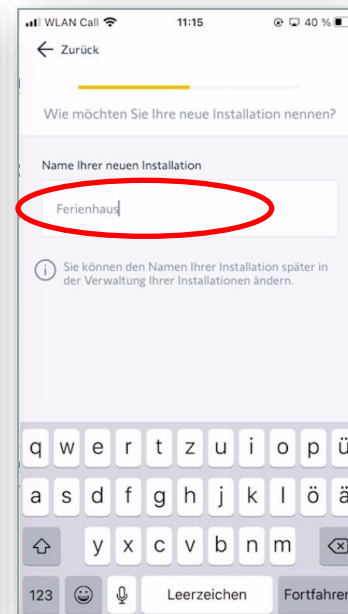 WLAN Call 11:15 40 %
Zurück
Wie möchten Sie Ihre neue Installation nennen?
Name Ihrer neuen Installation
Ferienhaus
Sie können den Namen Ihrer Installation später in
der Verwaltung Ihrer Installationen ändern.
q w e r t z u i o p ü
a s d f g h j k l ö ä
y x c v b n m
123 Leerzeichen Fortfahren